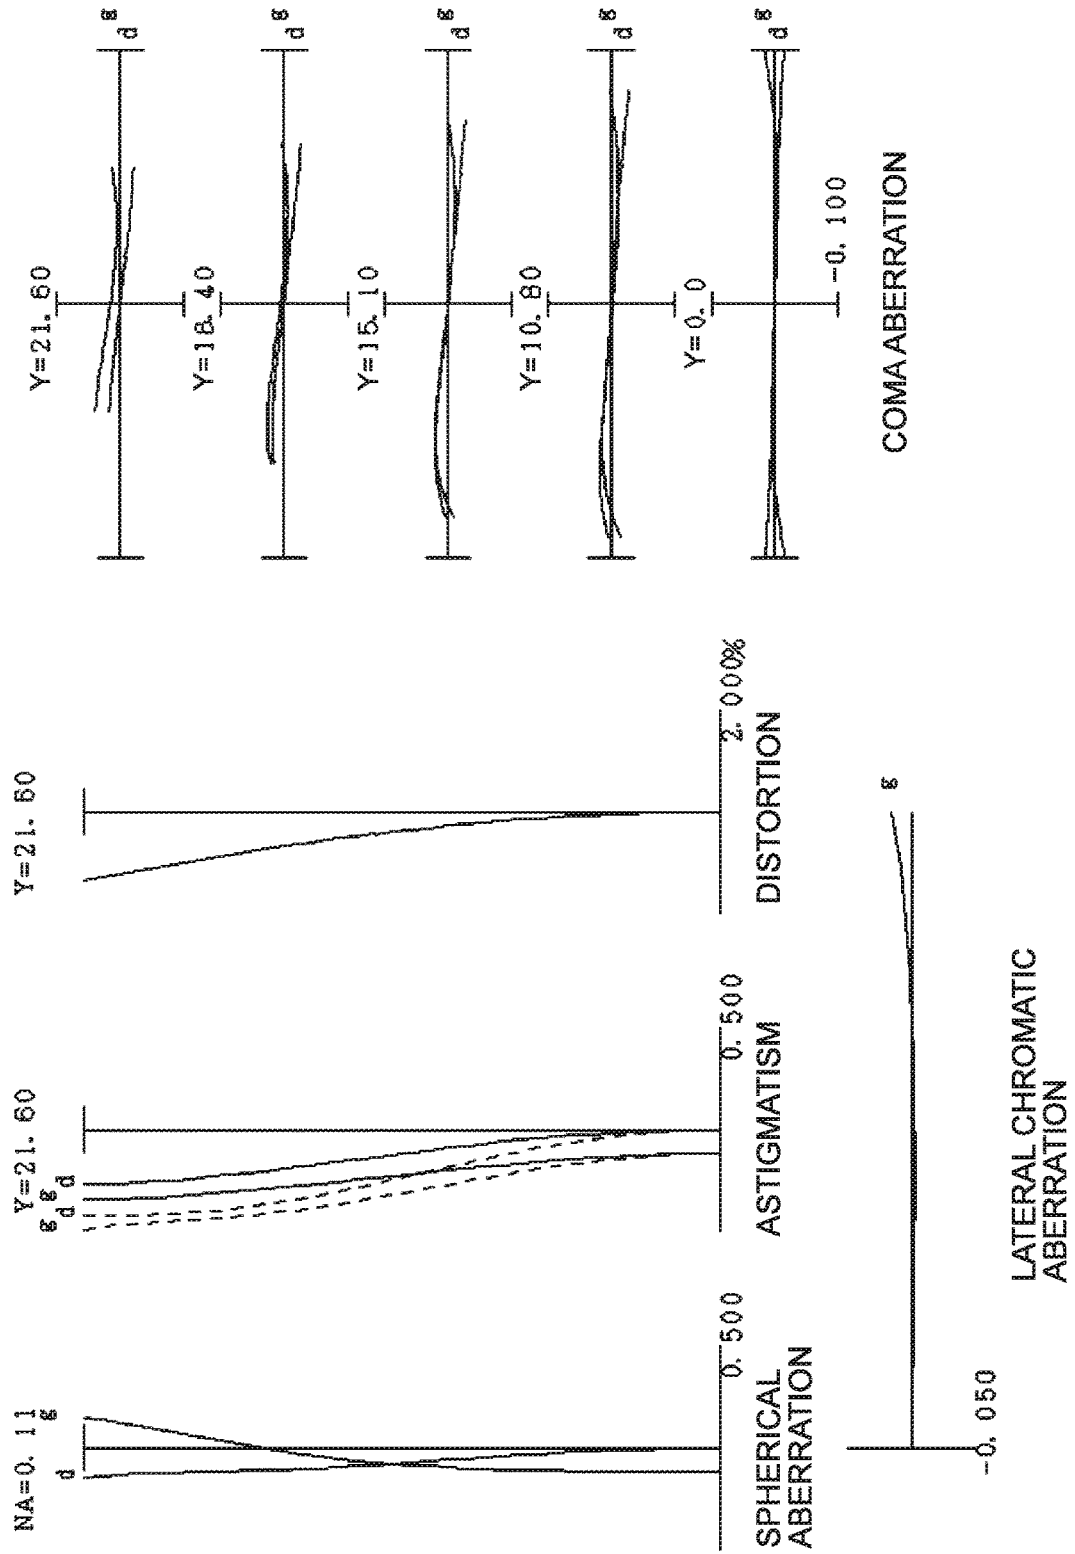 NA=0. 11
d
g
0. 500
SPHERICAL
ABERRATION
Y=21. 60
g
d
g
d
0. 500
ASTIGMATISM
Y=21. 60
2. 000%
DISTORTION
g
-0. 050
LATERAL CHROMATIC
ABERRATION
Y=21. 60
g
d
Y=18. 40
g
d
Y=15. 10
g
d
Y=10. 80
g
d
Y=0. 0
g
d
-0. 100
COMA ABERRATION